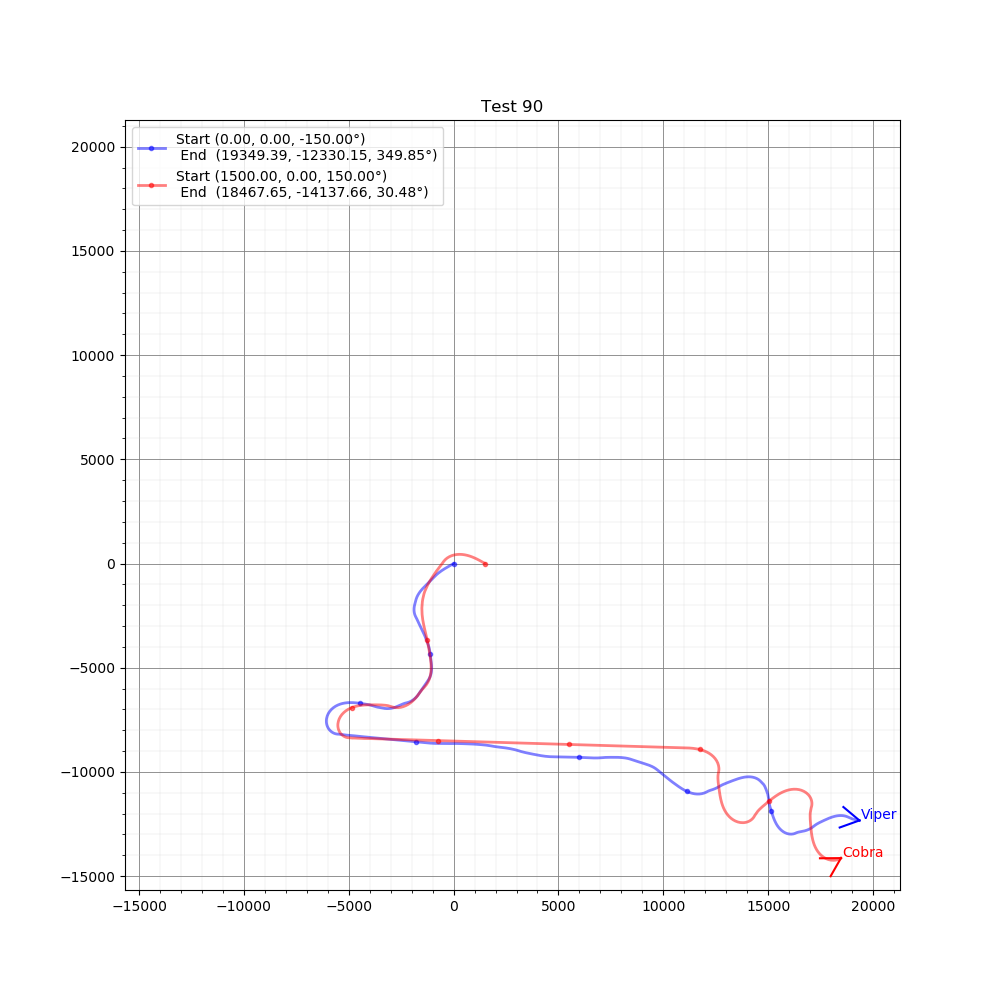 Test 90
Start (0.00, 0.00, -150.00°)
End  (19349.39, -12330.15, 349.85°)
Start (1500.00, 0.00, 150.00°)
End  (18467.65, -14137.66, 30.48°)
20000
15000
10000
5000
0
−5000
−10000
−15000
Viper
Cobra
−15000 −10000 −5000 0 5000 10000 15000 20000